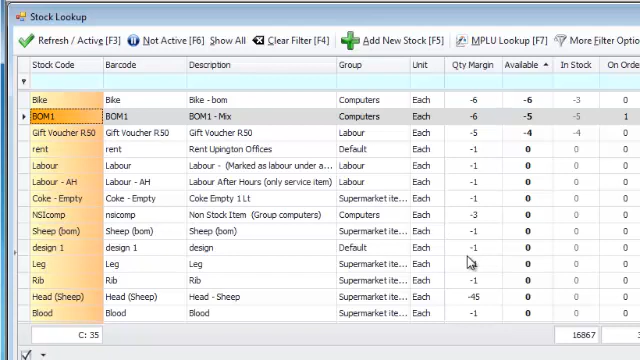 Stock Lookup
Refresh / Active [F3] Not Active [F6] Show All Clear Filter [F4] Add New Stock [F5] MPLU Lookup [F7] More Filter Optio
Stock Code Barcode Description Group Unit Qty Margin Available In Stock On Orde
Bike Bike Bike - bom Computers Each -6 -6 -3 0
BOM1 BOM1 BOM1 - Mix Computers Each -6 -5 -5 1
Gift Voucher R50 Gift Voucher R50 Gift Voucher R50 Labour Each -5 -4 -4 0
rent rent Rent Upington Offices Default Each -1 0 0 0
Labour Labour Labour - (Marked as labour under a... Labour Each -1 0 0 0
Labour - AH Labour - AH Labour After Hours (only service item) Labour Each -1 0 0 0
Coke - Empty Coke - Empty Coke Empty 1 Lt Supermarket ite... Each -1 0 0 0
NSIcomp nsicomp Non Stock Item (Group computers) Computers Each -3 0 0 0
Sheep (bom) Sheep (bom) Sheep (bom) Supermarket ite... Each -1 0 0 0
design 1 design 1 design Default Each -1 0 0 0
Leg Leg Leg Supermarket ite... Each 0 0 0
Rib Rib Rib Supermarket ite... Each -1 0 0 0
Head (Sheep) Head (Sheep) Head - Sheep Supermarket ite... Each -45 0 0 0
Blood Blood Blood Supermarket ite... Each -1 0 0 0
C: 35 16867